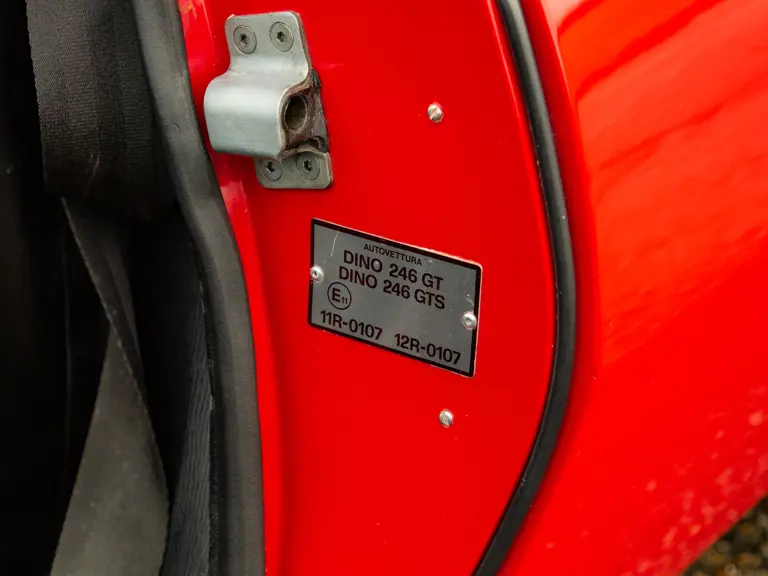 AUTOVETTURA
DINO 246 GT
DINO 246 GTS
E11
11R-0107 12R-0107